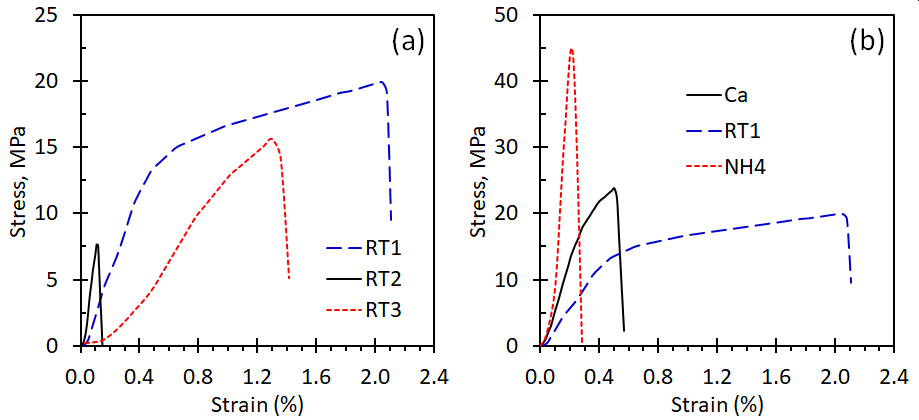 (a)
Stress, MPa
25
20
15
10
5
0
0.0 0.4 0.8 1.2 1.6 2.0 2.4
Strain (%)
RT1
RT2
RT3
(b)
Stress, MPa
50
40
30
20
10
0
0.0 0.4 0.8 1.2 1.6 2.0 2.4
Strain (%)
Ca
RT1
NH4